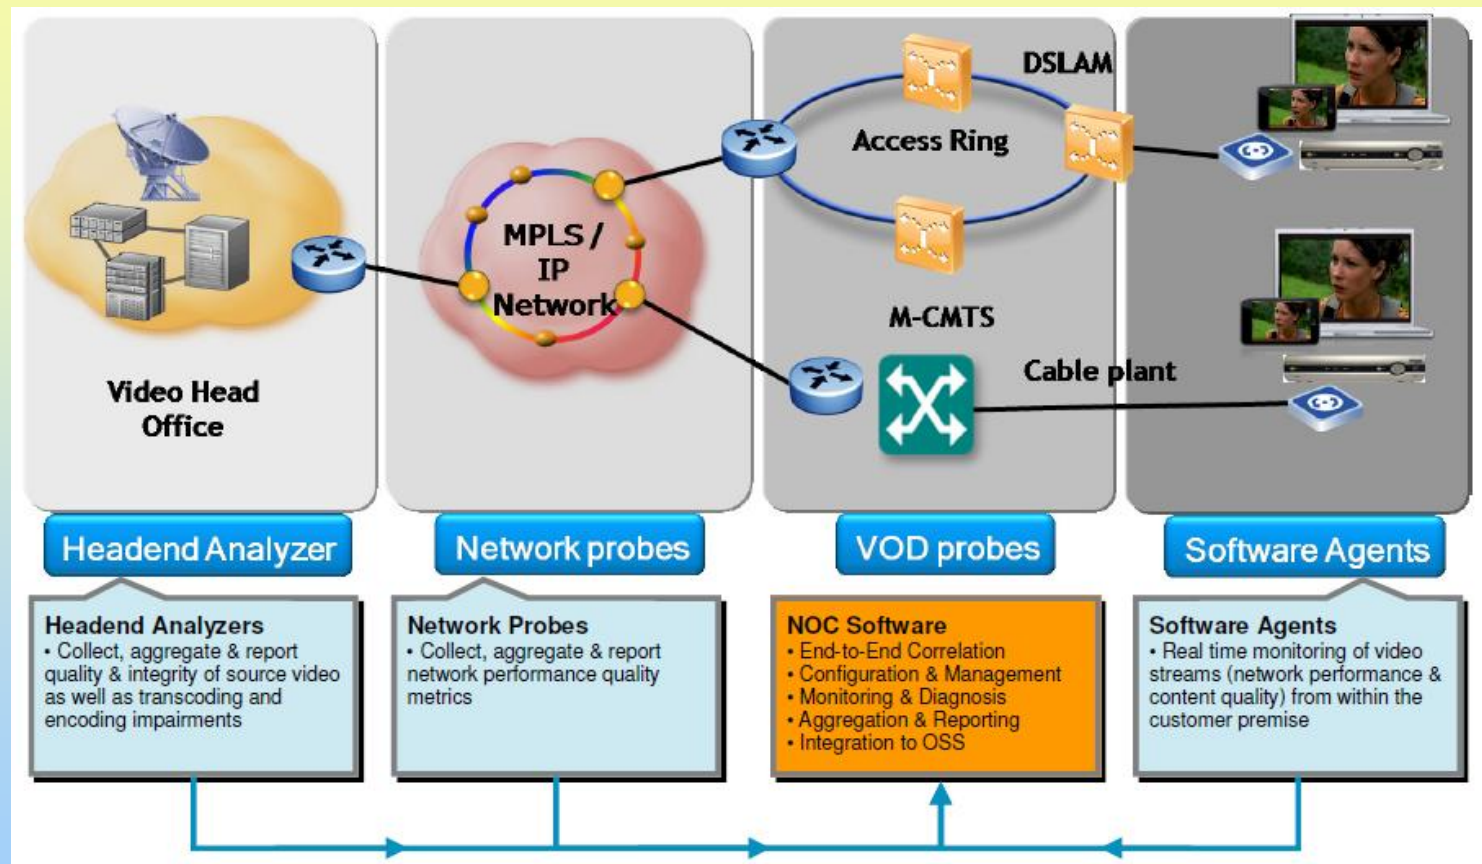 Video Head
Office
MPLS /
IP
Network
DSLAM
Access Ring
M-CMTS
Cable plant
Headend Analyzer
Network probes
VOD probes
Software Agents
Headend Analyzers
• Collect, aggregate & report
quality & integrity of source video
as well as transcoding and
encoding impairments
Network Probes
• Collect, aggregate & report
network performance quality
metrics
NOC Software
• End-to-End Correlation
• Configuration & Management
• Monitoring & Diagnosis
• Aggregation & Reporting
• Integration to OSS
Software Agents
• Real time monitoring of video
streams (network performance &
content quality) from within the
customer premise